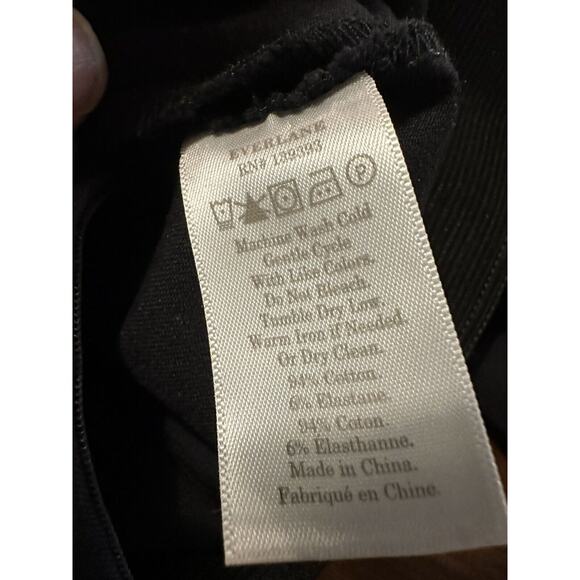 EVERLANE
RN# 139393
P
Machine Wash Cold
Gentle Cycle
With Like Colors.
Do Not Bleach.
Tumble Dry Low
Warm Iron if Needed.
Or Dry Clean.
94% Cotton.
6% Elastane.
94% Coton.
6% Elasthanne.
Made in China.
Fabriqué en Chine.